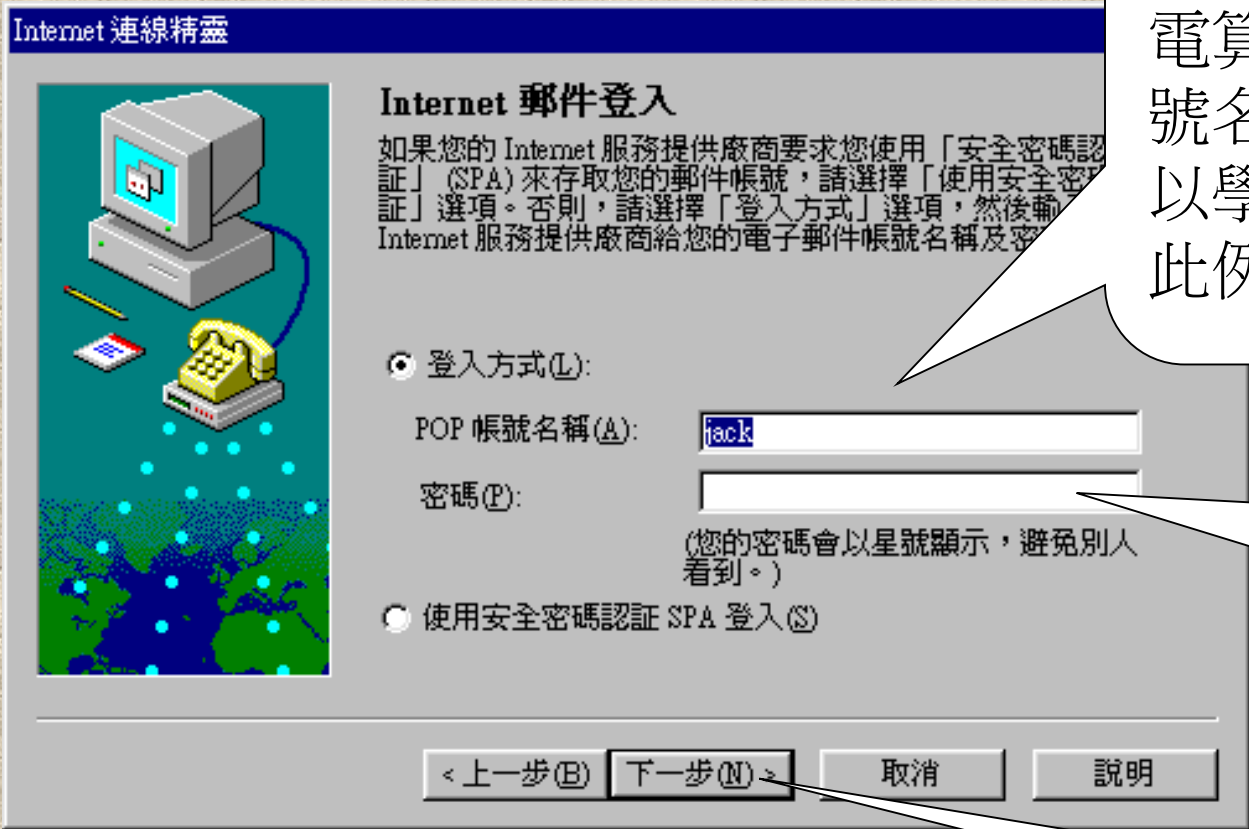 Internet 連線精靈
電算
號名
以學
此例
Internet 郵件登入
如果您的 Internet 服務提供廠商要求您使用「安全密碼認
証」 (SPA) 來存取您的郵件帳號，請選擇「使用安全密
証」選項。否則，請選擇「登入方式」選項，然後輸
Internet 服務提供廠商給您的電子郵件帳號名稱及密
登入方式(L):
POP 帳號名稱(A):
jack
密碼(P):
(您的密碼會以星號顯示，避免別人
看到。)
使用安全密碼認証 SPA 登入(S)
< 上一步(B)
下一步(N) >
取消
說明